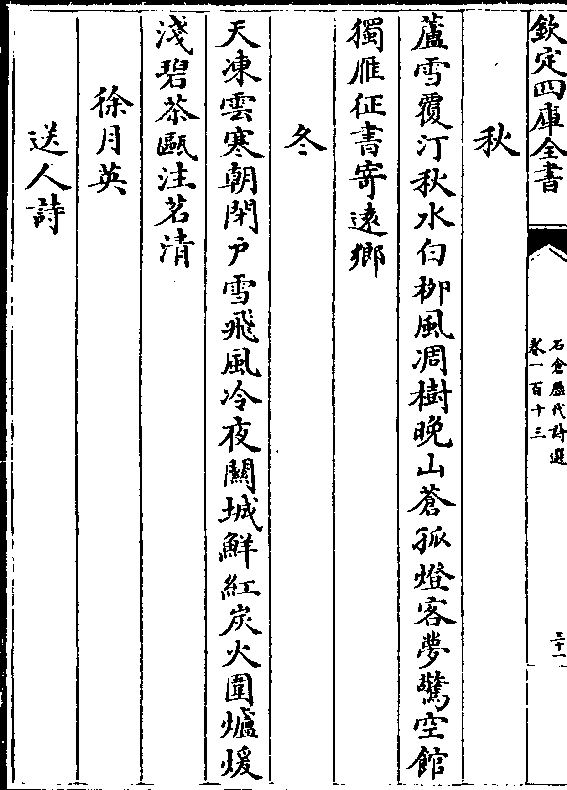 欽定四庫全書
石倉歷代詩選
卷一百十三
三十一
秋
蘆雪覆汀秋水白柳風凋樹晚山蒼孤燈客夢驚空館
獨雁征書寄遠鄉
冬
天凍雲寒朝閉戶雪飛風冷夜關城鮮紅炭火圍爐煖
淺碧茶甌注茗清
徐月英
送人詩